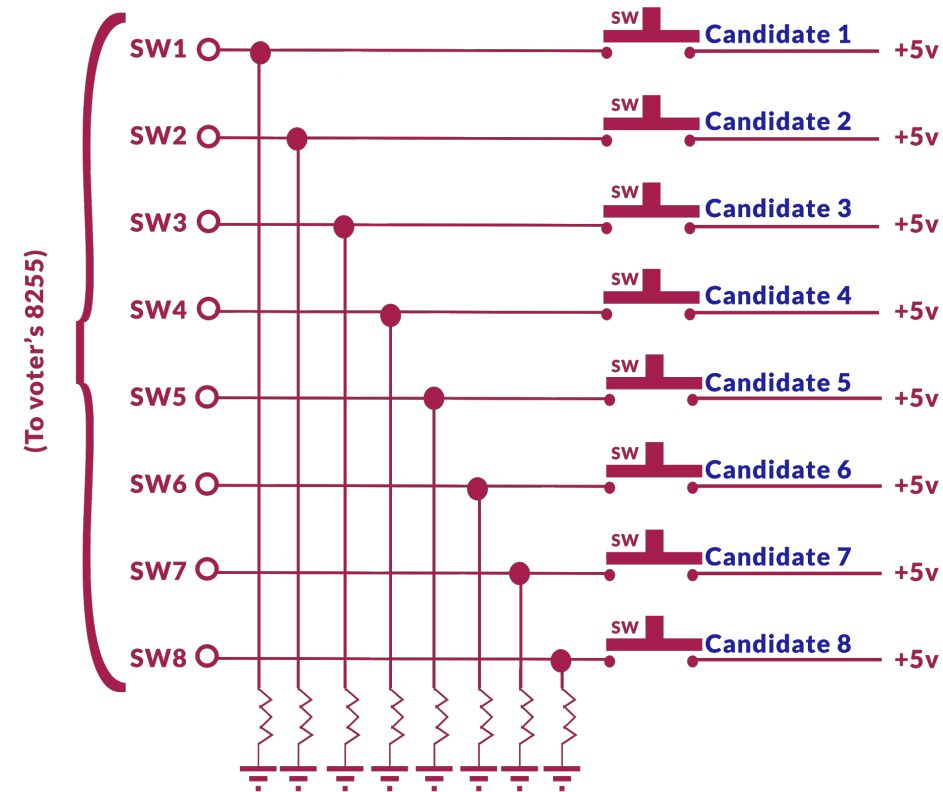 (To voter's 8255)
SW1 SW Candidate 1 +5v
SW2 SW Candidate 2 +5v
SW3 SW Candidate 3 +5v
SW4 SW Candidate 4 +5v
SW5 SW Candidate 5 +5v
SW6 SW Candidate 6 +5v
SW7 SW Candidate 7 +5v
SW8 SW Candidate 8 +5v